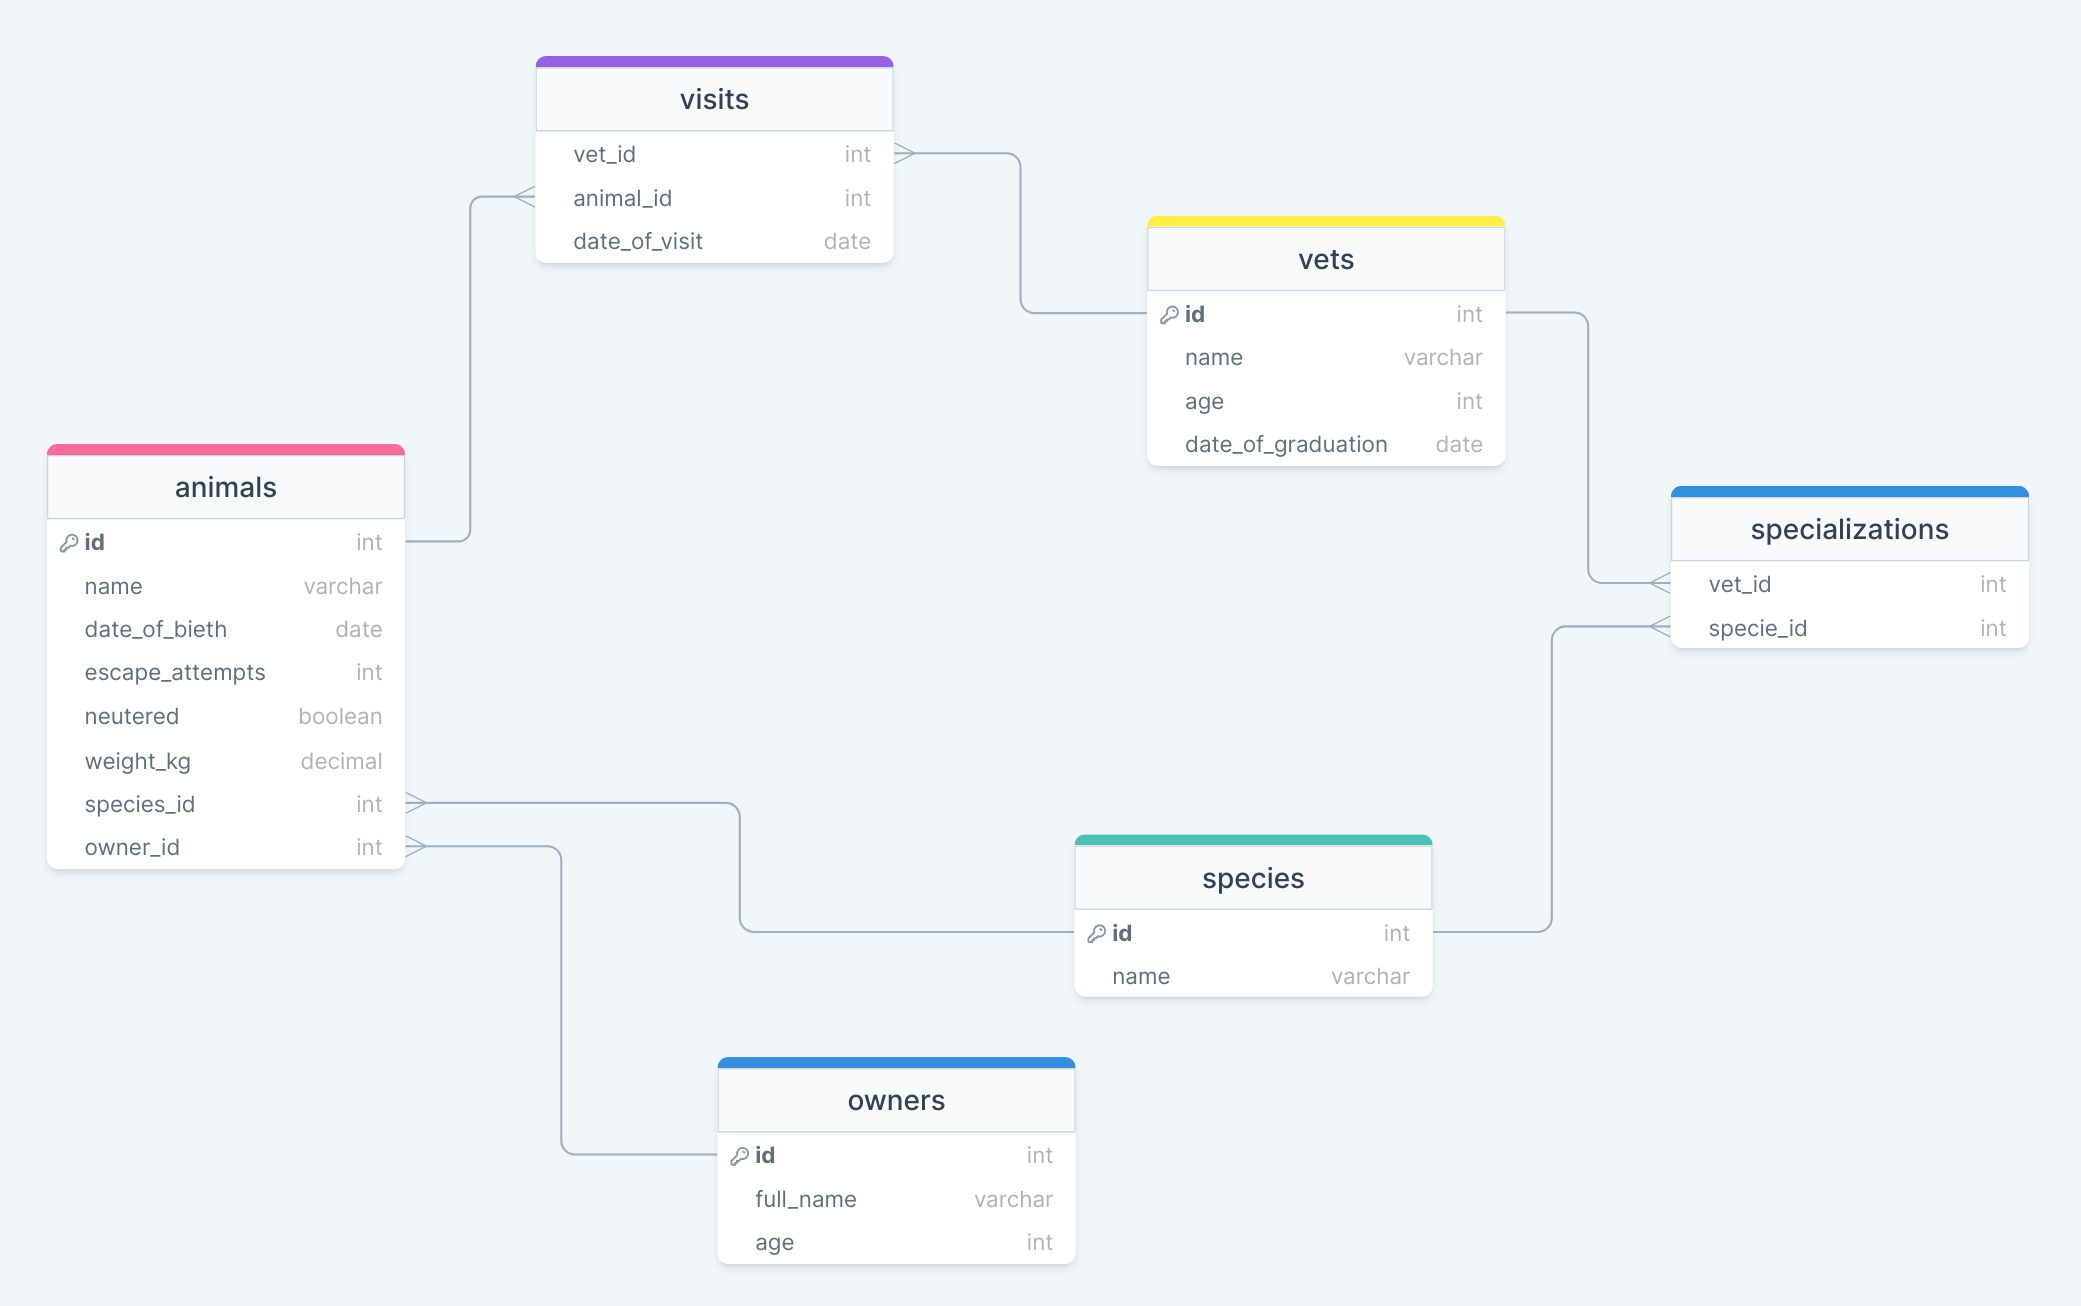 visits
vet_id int
animal_id int
date_of_visit date
vets
id int
name varchar
age int
date_of_graduation date
animals
id int
name varchar
date_of_bieth date
escape_attempts int
neutered boolean
weight_kg decimal
species_id int
owner_id int
specializations
vet_id int
specie_id int
species
id int
name varchar
owners
id int
full_name varchar
age int